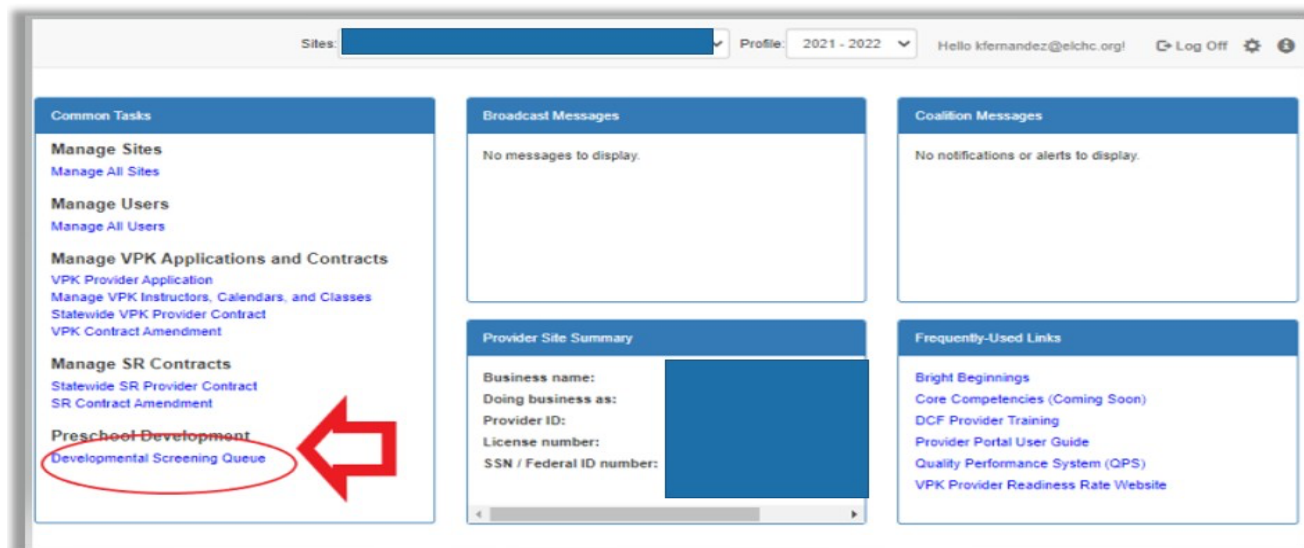 Sites: Profile: 2021 - 2022 Hello kfernandez@elchc.org! Log Off
Common Tasks
Manage Sites
Manage All Sites
Manage Users
Manage All Users
Manage VPK Applications and Contracts
VPK Provider Application
Manage VPK Instructors, Calendars, and Classes
Statewide VPK Provider Contract
VPK Contract Amendment
Manage SR Contracts
Statewide SR Provider Contract
SR Contract Amendment
Preschool Development
Developmental Screening Queue
Broadcast Messages
No messages to display.
Coalition Messages
No notifications or alerts to display.
Provider Site Summary
Business name:
Doing business as:
Provider ID:
License number:
SSN / Federal ID number:
Frequently-Used Links
Bright Beginnings
Core Competencies (Coming Soon)
DCF Provider Training
Provider Portal User Guide
Quality Performance System (QPS)
VPK Provider Readiness Rate Website